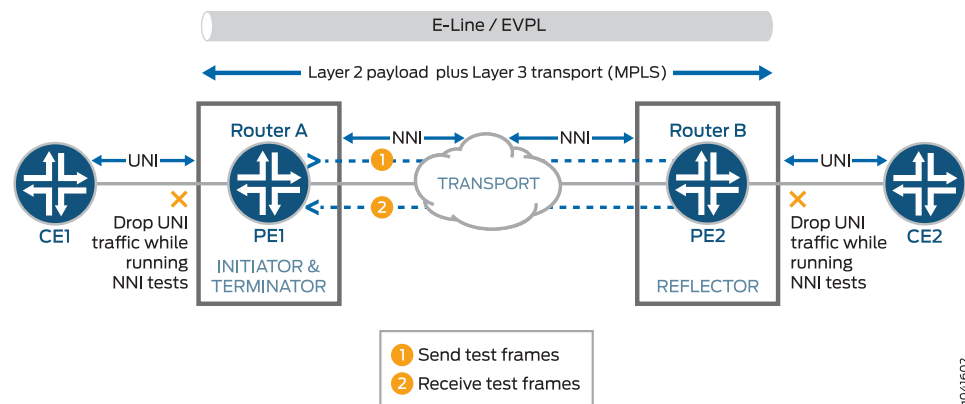 E-Line / EVPL
Layer 2 payload plus Layer 3 transport (MPLS)
Router A
NNI
NNI
Router B
UNI
1
UNI
TRANSPORT
2
CE1
Drop UNI
traffic while
running
NNI tests
PE1
INITIATOR &
TERMINATOR
PE2
REFLECTOR
Drop UNI
traffic while
running
NNI tests
CE2
1 Send test frames
2 Receive test frames
g041602